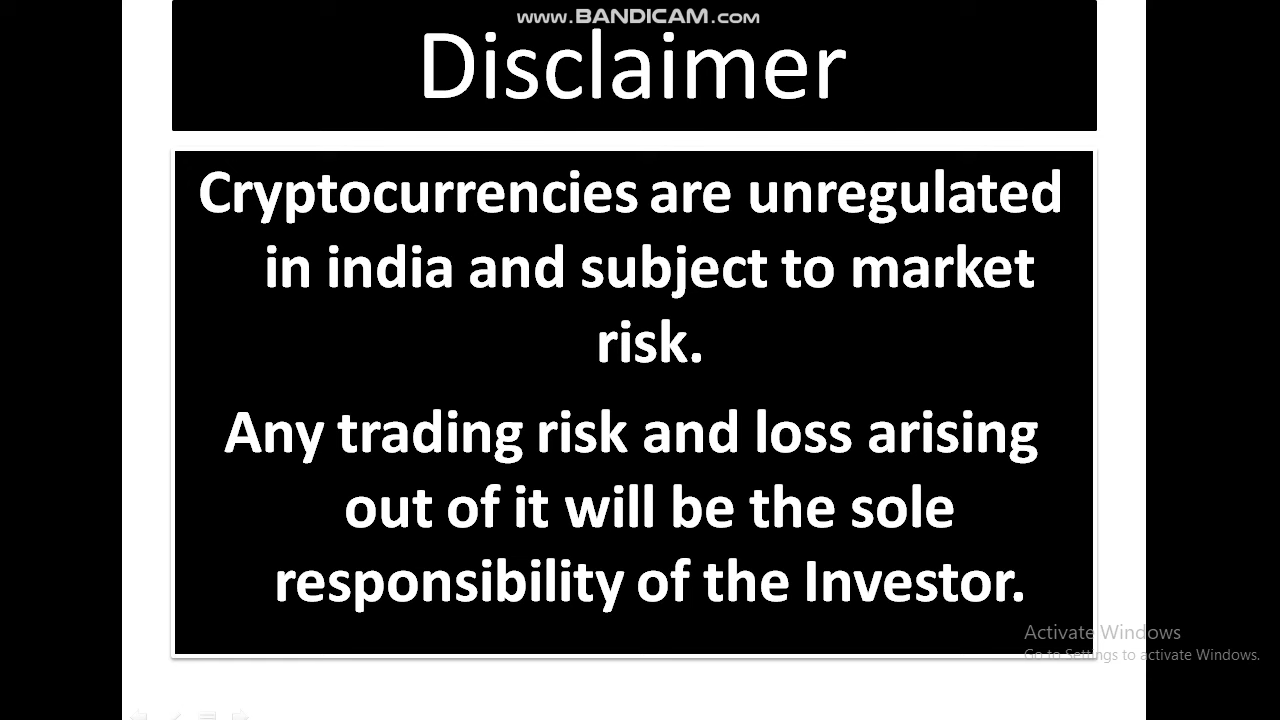 www.BANDICAM.com
Disclaimer
Cryptocurrencies are unregulated
in india and subject to market
risk.
Any trading risk and loss arising
out of it will be the sole
responsibility of the Investor.
Activate Windows
Go to Settings to activate Windows.